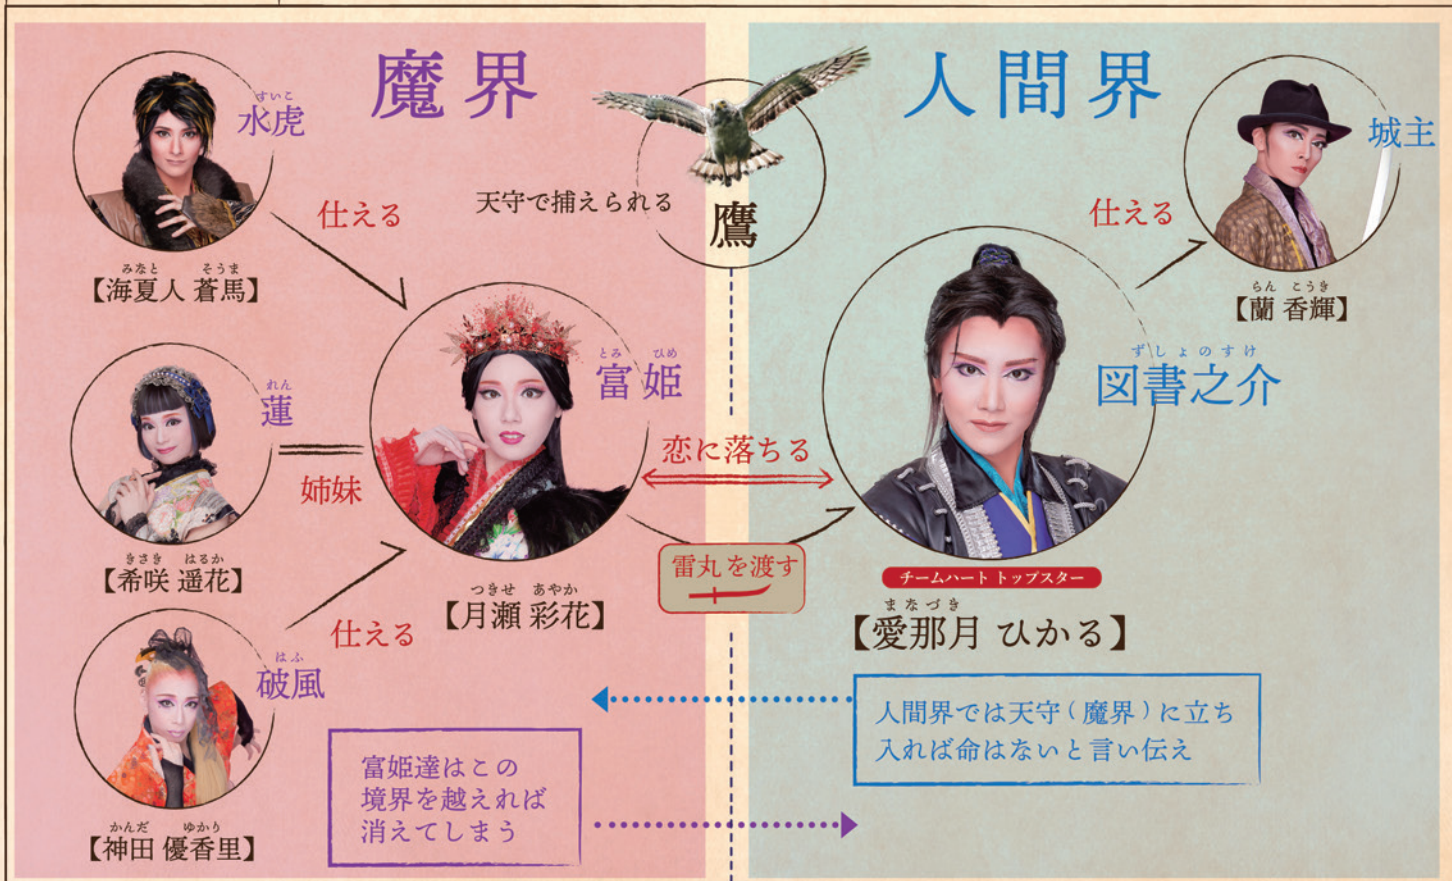 魔界
すいこ
水虎
仕える
みなと そうま
【海夏人 蒼馬】
天守で捕えられる
鷹
人間界
城主
仕える
らん こうき
【蘭 香輝】
れん
蓮
姉妹
きさき はるか
【希咲 遥花】
とみ ひめ
富姫
つきせ あやか
【月瀬 彩花】
恋に落ちる
雷丸を渡す
ずしょのすけ
図書之介
チームハート トップスター
まなづき
【愛那月 ひかる】
仕える
はふ
破風
かんだ ゆかり
【神田 優香里】
富姫達はこの
境界を越えれば
消えてしまう
人間界では天守(魔界)に立ち
入れば命はないと言い伝え